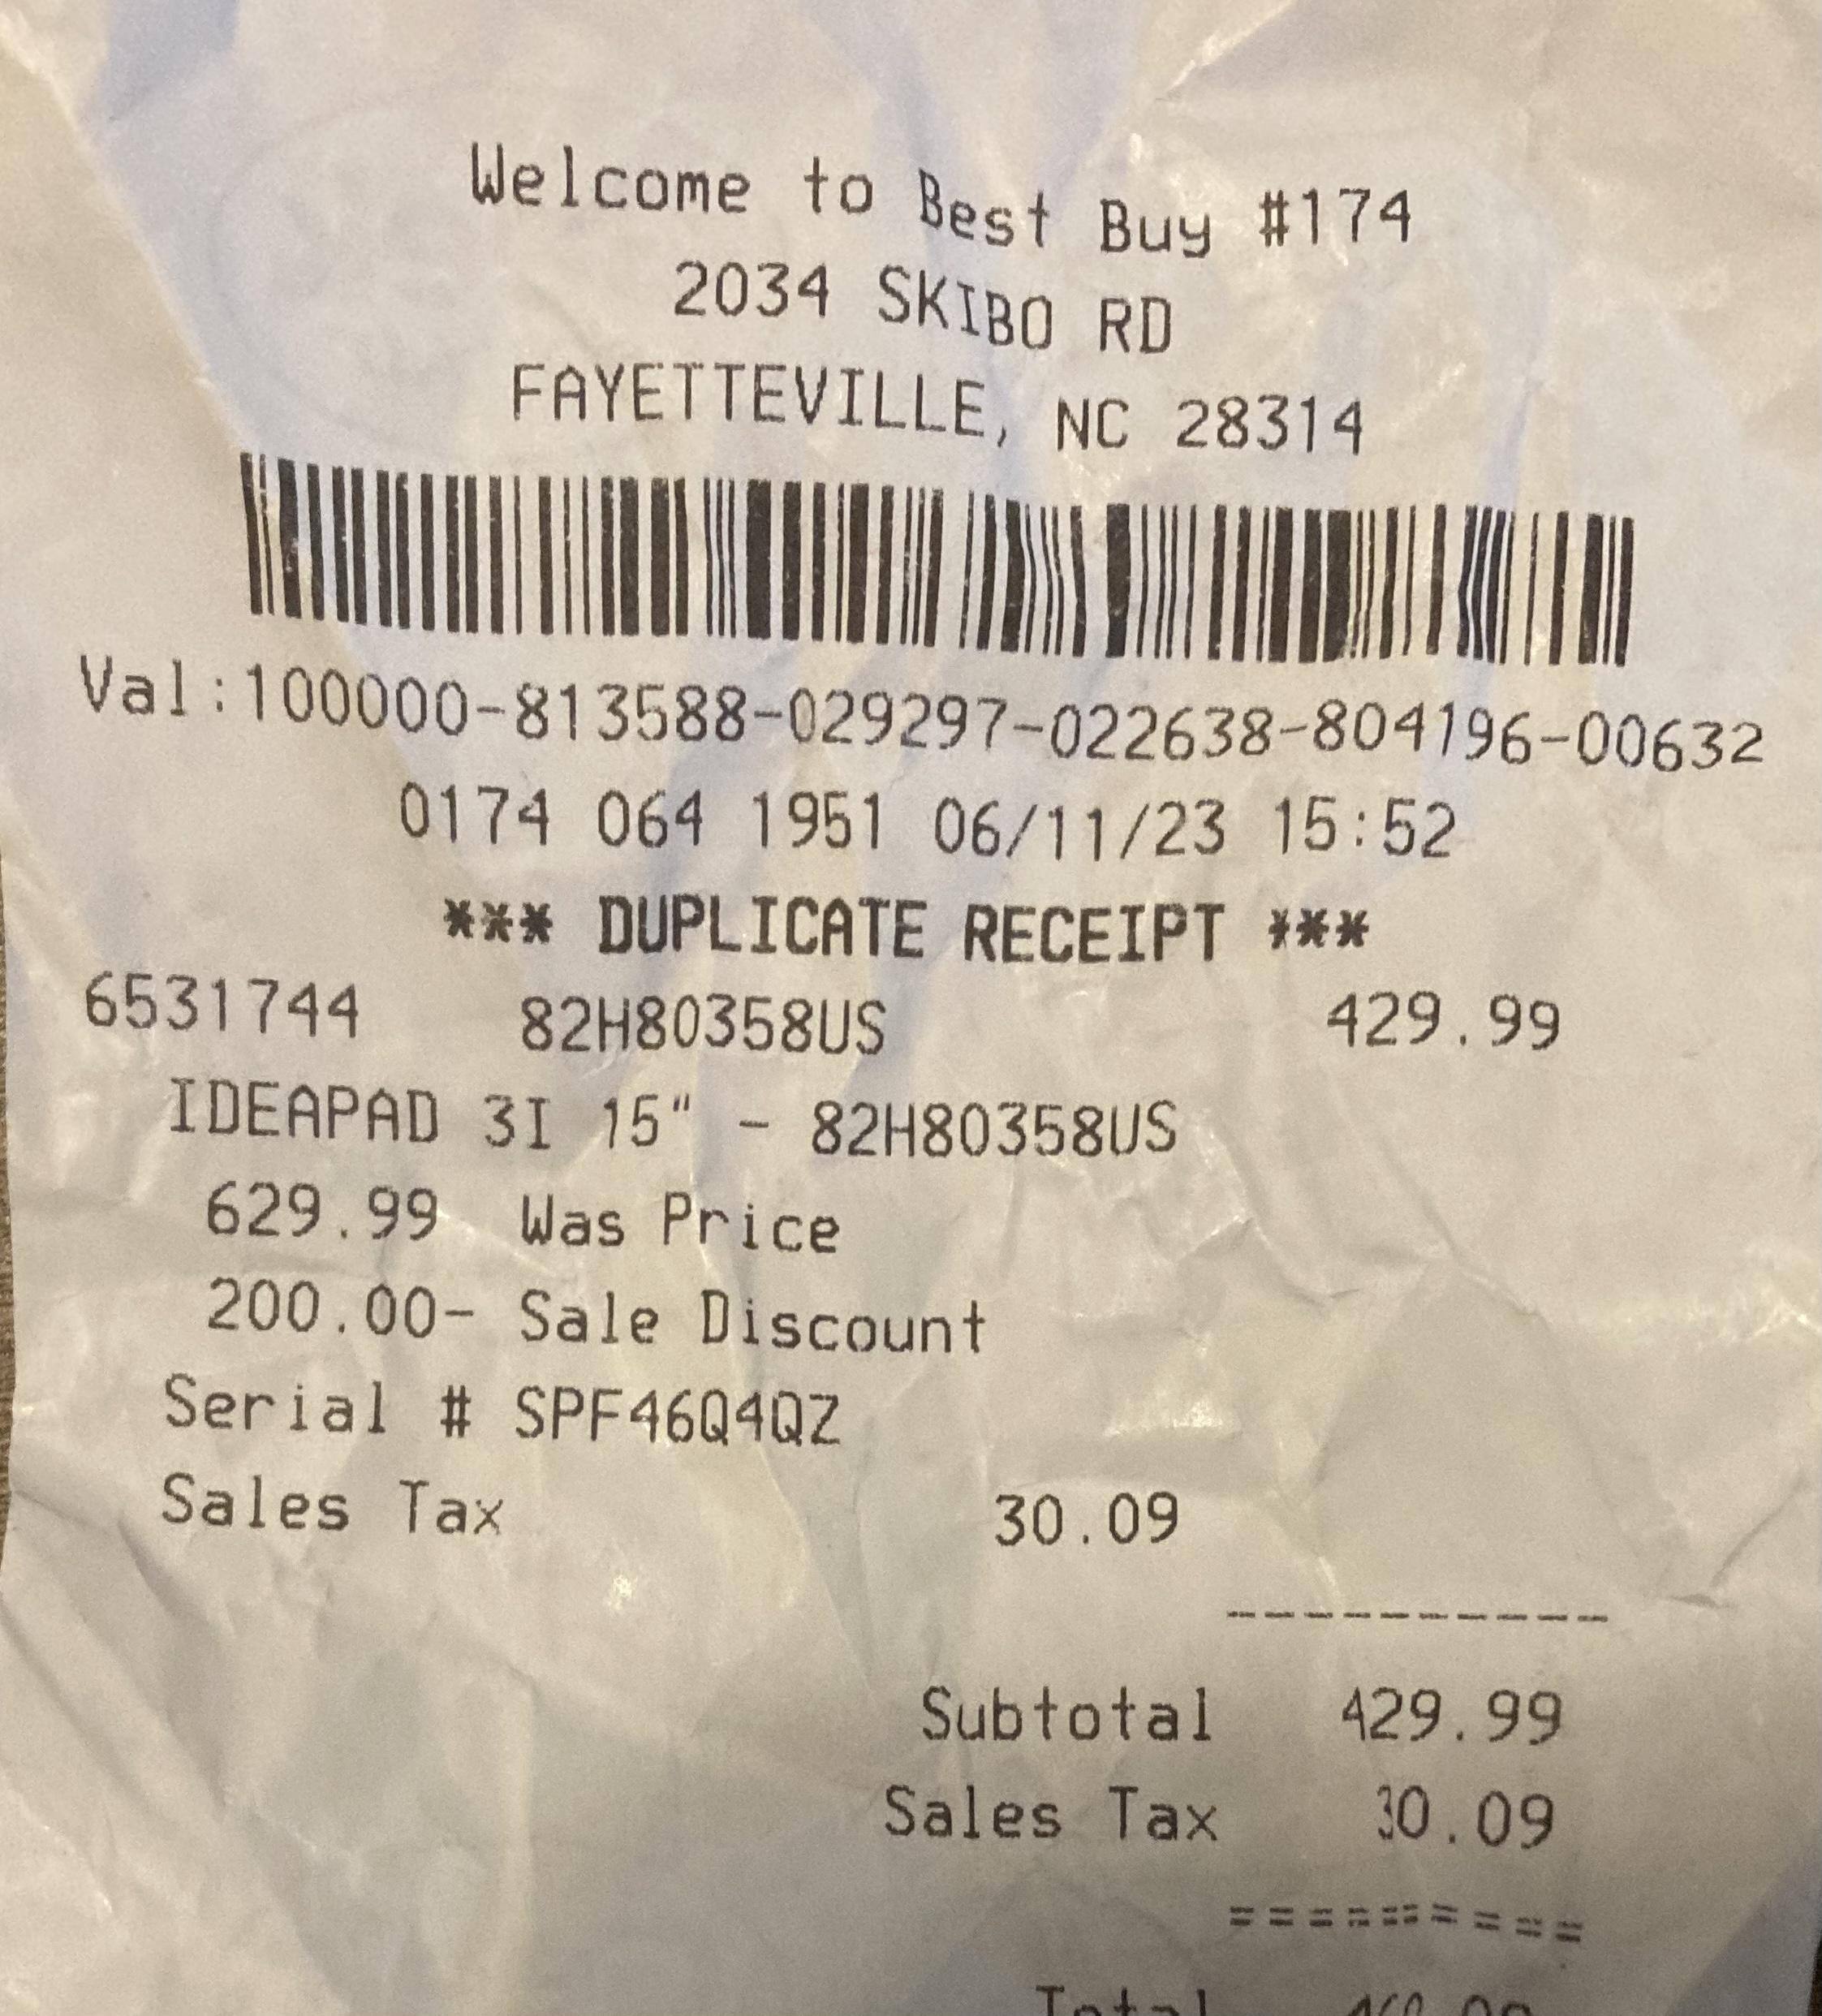 Welcome to Best Buy #174
2034 SKIBO RD
FAYETTEVILLE, NC 28314
Val:100000-813588-029297-022638-804196-00632
0174 064 1951 06/11/23 15:52
*** DUPLICATE RECEIPT ***
6531744 82H80358US 429.99
IDEAPAD 3I 15" - 82H80358US
629.99 Was Price
200.00- Sale Discount
Serial # SPF46Q4QZ
Sales Tax 30.09
----------
Subtotal 429.99
Sales Tax 30.09
=========
Total